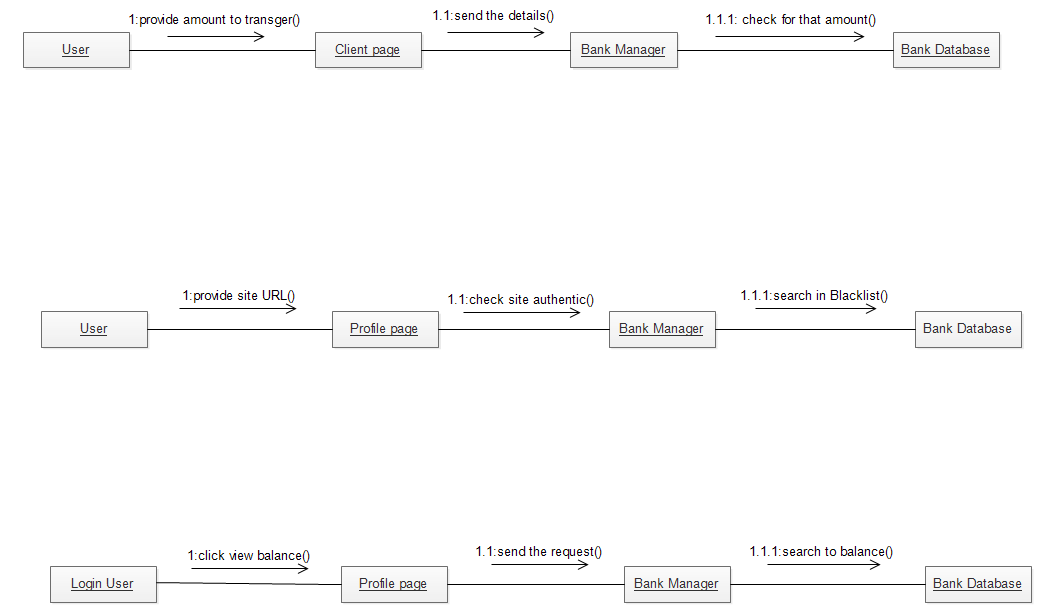 1:provide amount to transger()
1.1:send the details()
1.1.1: check for that amount()
User
Client page
Bank Manager
Bank Database
1:provide site URL()
1.1:check site authentic()
1.1.1:search in Blacklist()
User
Profile page
Bank Manager
Bank Database
1:click view balance()
1.1:send the request()
1.1.1:search to balance()
Login User
Profile page
Bank Manager
Bank Database